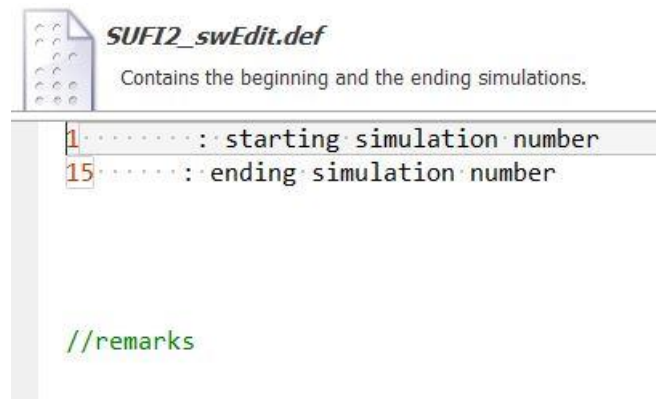 SUFI2_swEdit.def
Contains the beginning and the ending simulations.
1 : starting simulation number
15 : ending simulation number
//remarks